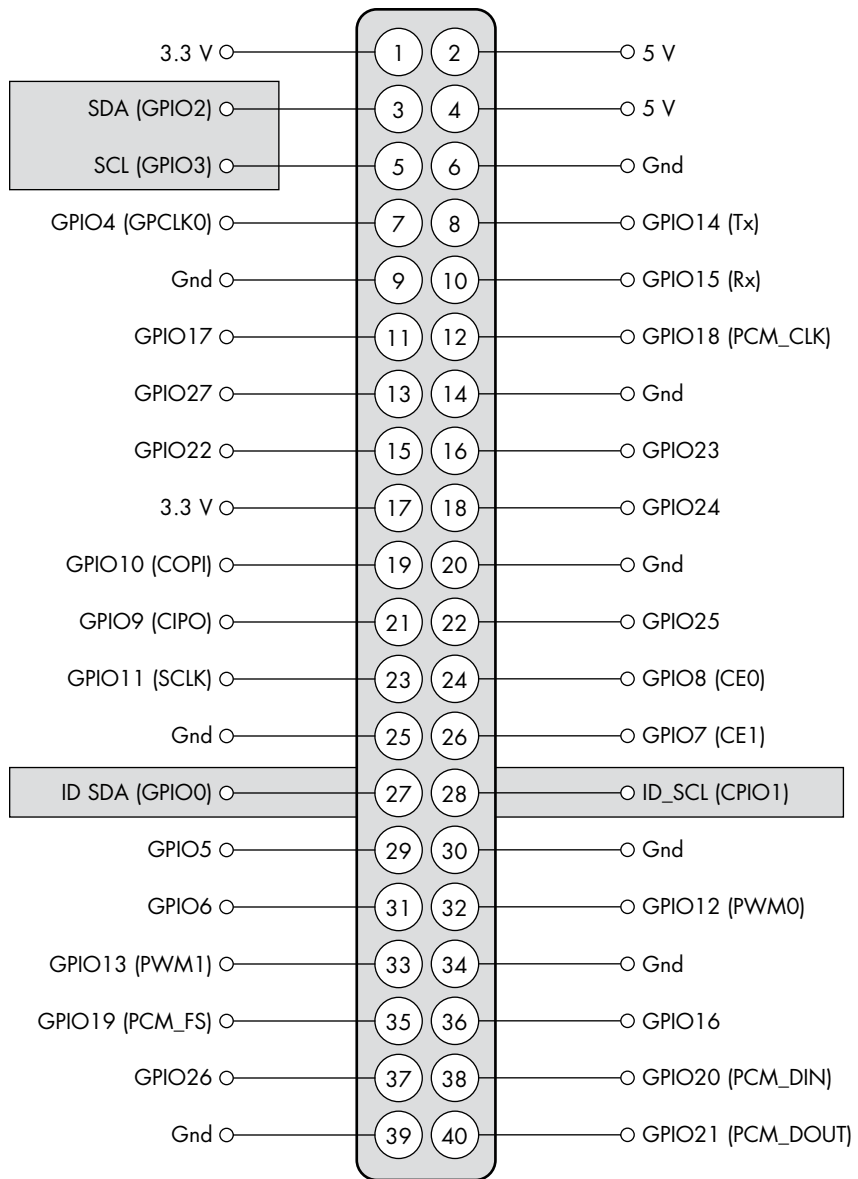 3.3 V 1 2 5 V
SDA (GPIO2) 3 4 5 V
SCL (GPIO3) 5 6 Gnd
GPIO4 (GPCLK0) 7 8 GPIO14 (Tx)
Gnd 9 10 GPIO15 (Rx)
GPIO17 11 12 GPIO18 (PCM_CLK)
GPIO27 13 14 Gnd
GPIO22 15 16 GPIO23
3.3 V 17 18 GPIO24
GPIO10 (COPI) 19 20 Gnd
GPIO9 (CIPO) 21 22 GPIO25
GPIO11 (SCLK) 23 24 GPIO8 (CE0)
Gnd 25 26 GPIO7 (CE1)
ID SDA (GPIO0) 27 28 ID_SCL (CPIO1)
GPIO5 29 30 Gnd
GPIO6 31 32 GPIO12 (PWM0)
GPIO13 (PWM1) 33 34 Gnd
GPIO19 (PCM_FS) 35 36 GPIO16
GPIO26 37 38 GPIO20 (PCM_DIN)
Gnd 39 40 GPIO21 (PCM_DOUT)